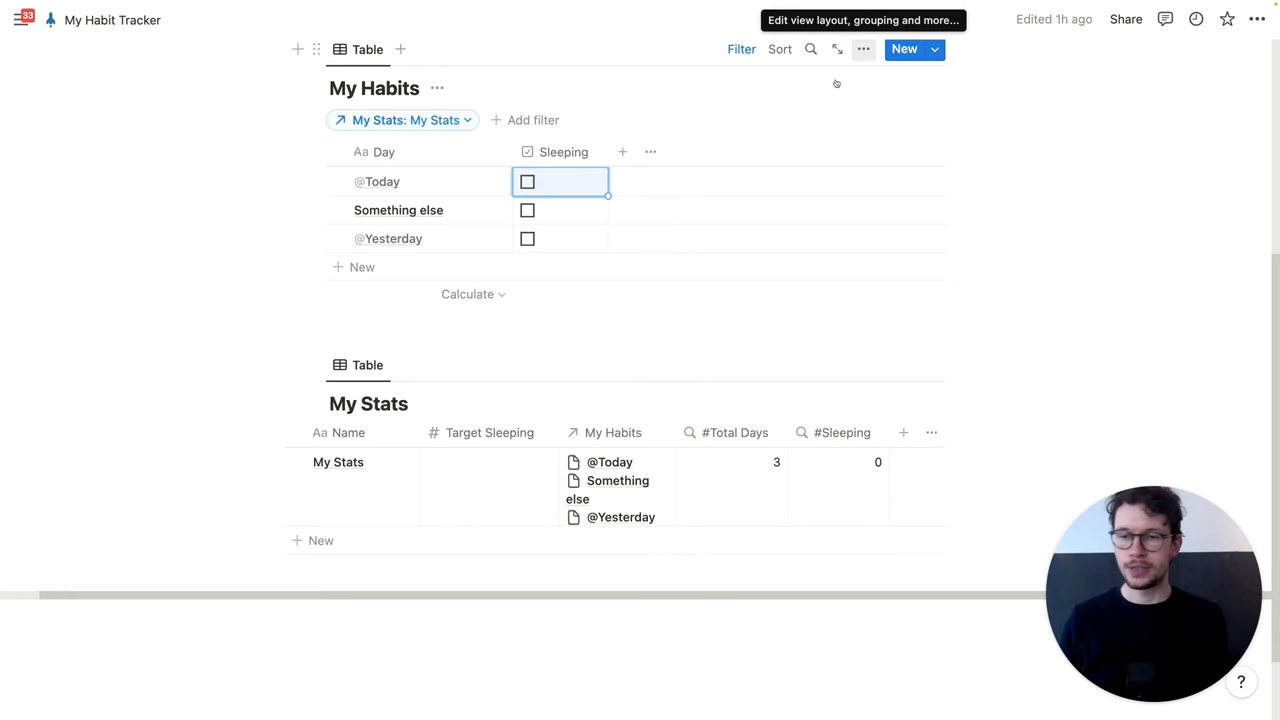 33
My Habit Tracker
Edit view layout, grouping and more...
Edited 1h ago
Share
Table
Filter
Sort
New
My Habits
My Stats: My Stats
Add filter
Aa Day
Sleeping
@Today
Something else
@Yesterday
New
Calculate
Table
My Stats
Aa Name
# Target Sleeping
My Habits
#Total Days
#Sleeping
My Stats
@Today
Something
else
@Yesterday
3
0
New
?